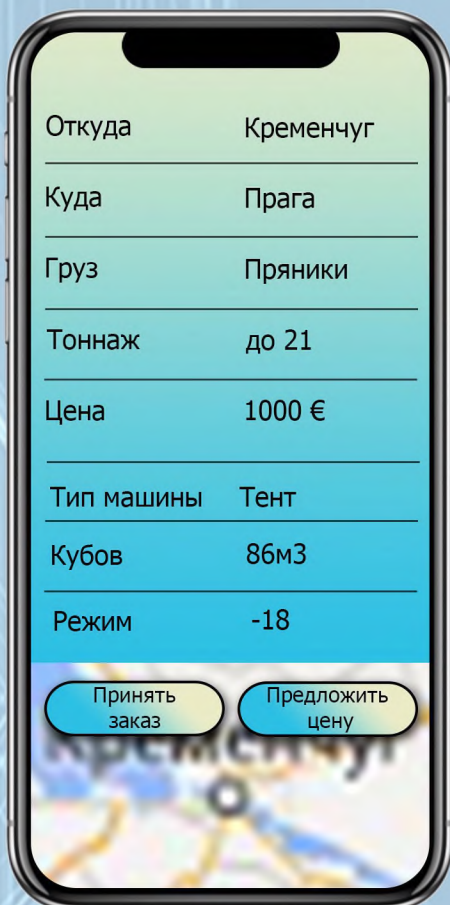 Откуда Кременчуг
Куда Прага
Груз Пряники
Тоннаж до 21
Цена 1000 €
Тип машины Тент
Кубов 86м3
Режим -18
Принять заказ
Предложить цену
Кременчуг